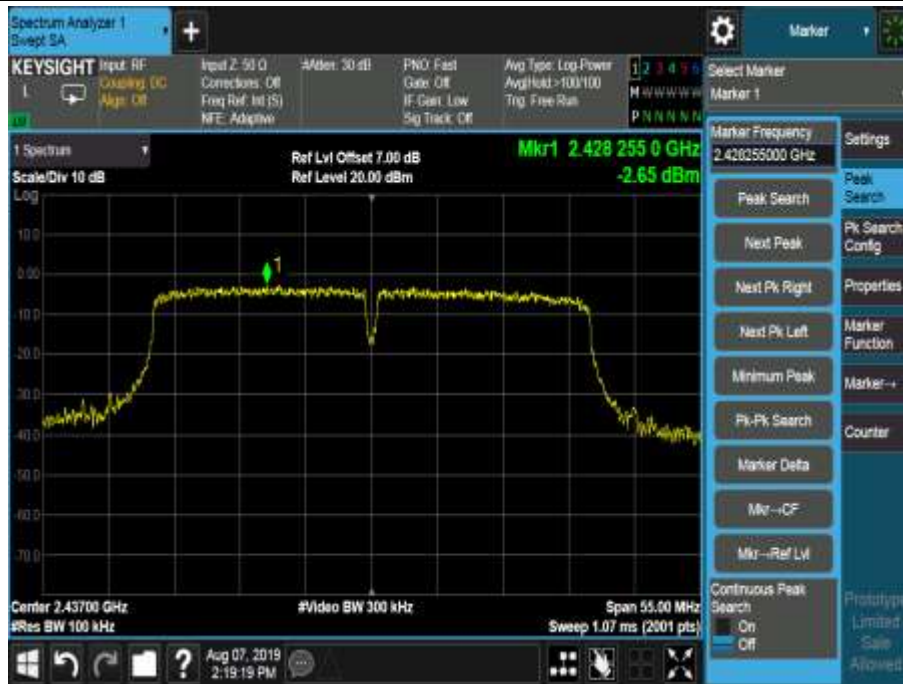 Spectrum Analyzer 1
Swept SA
+
Marker
KEYSIGHT
L
Input: RF
Coupling: DC
Align: Off
Input Z: 50 Ω
Corrections: Off
Freq Ref: Int (S)
NFE: Adaptive
#Atten: 30 dB
PNO: Fast
Gate: Off
IF Gain: Low
Sig Track: Off
Avg Type: Log-Power
Avg|Hold: >100/100
Trig: Free Run
1 2 3 4 5 6
M W W W W W
P N N N N N
Select Marker
Marker 1
1 Spectrum
Scale/Div 10 dB
Log
Ref Lvl Offset 7.00 dB
Ref Level 20.00 dBm
Mkr1 2.428 255 0 GHz
-2.65 dBm
10.0
0.00
-10.0
-20.0
-30.0
-40.0
-50.0
-60.0
-70.0
1
Center 2.43700 GHz
#Res BW 100 kHz
#Video BW 300 kHz
Span 55.00 MHz
Sweep 1.07 ms (2001 pts)
Marker Frequency
2.428255000 GHz
Peak Search
Next Peak
Next Pk Right
Next Pk Left
Minimum Peak
Pk-Pk Search
Marker Delta
Mkr→CF
Mkr→Ref Lvl
Continuous Peak
Search
On
Off
Settings
Peak
Search
Pk Search
Config
Properties
Marker
Function
Marker→
Counter
Prototype
Limited
Sale
Allowed
?
Aug 07, 2019
2:19:19 PM